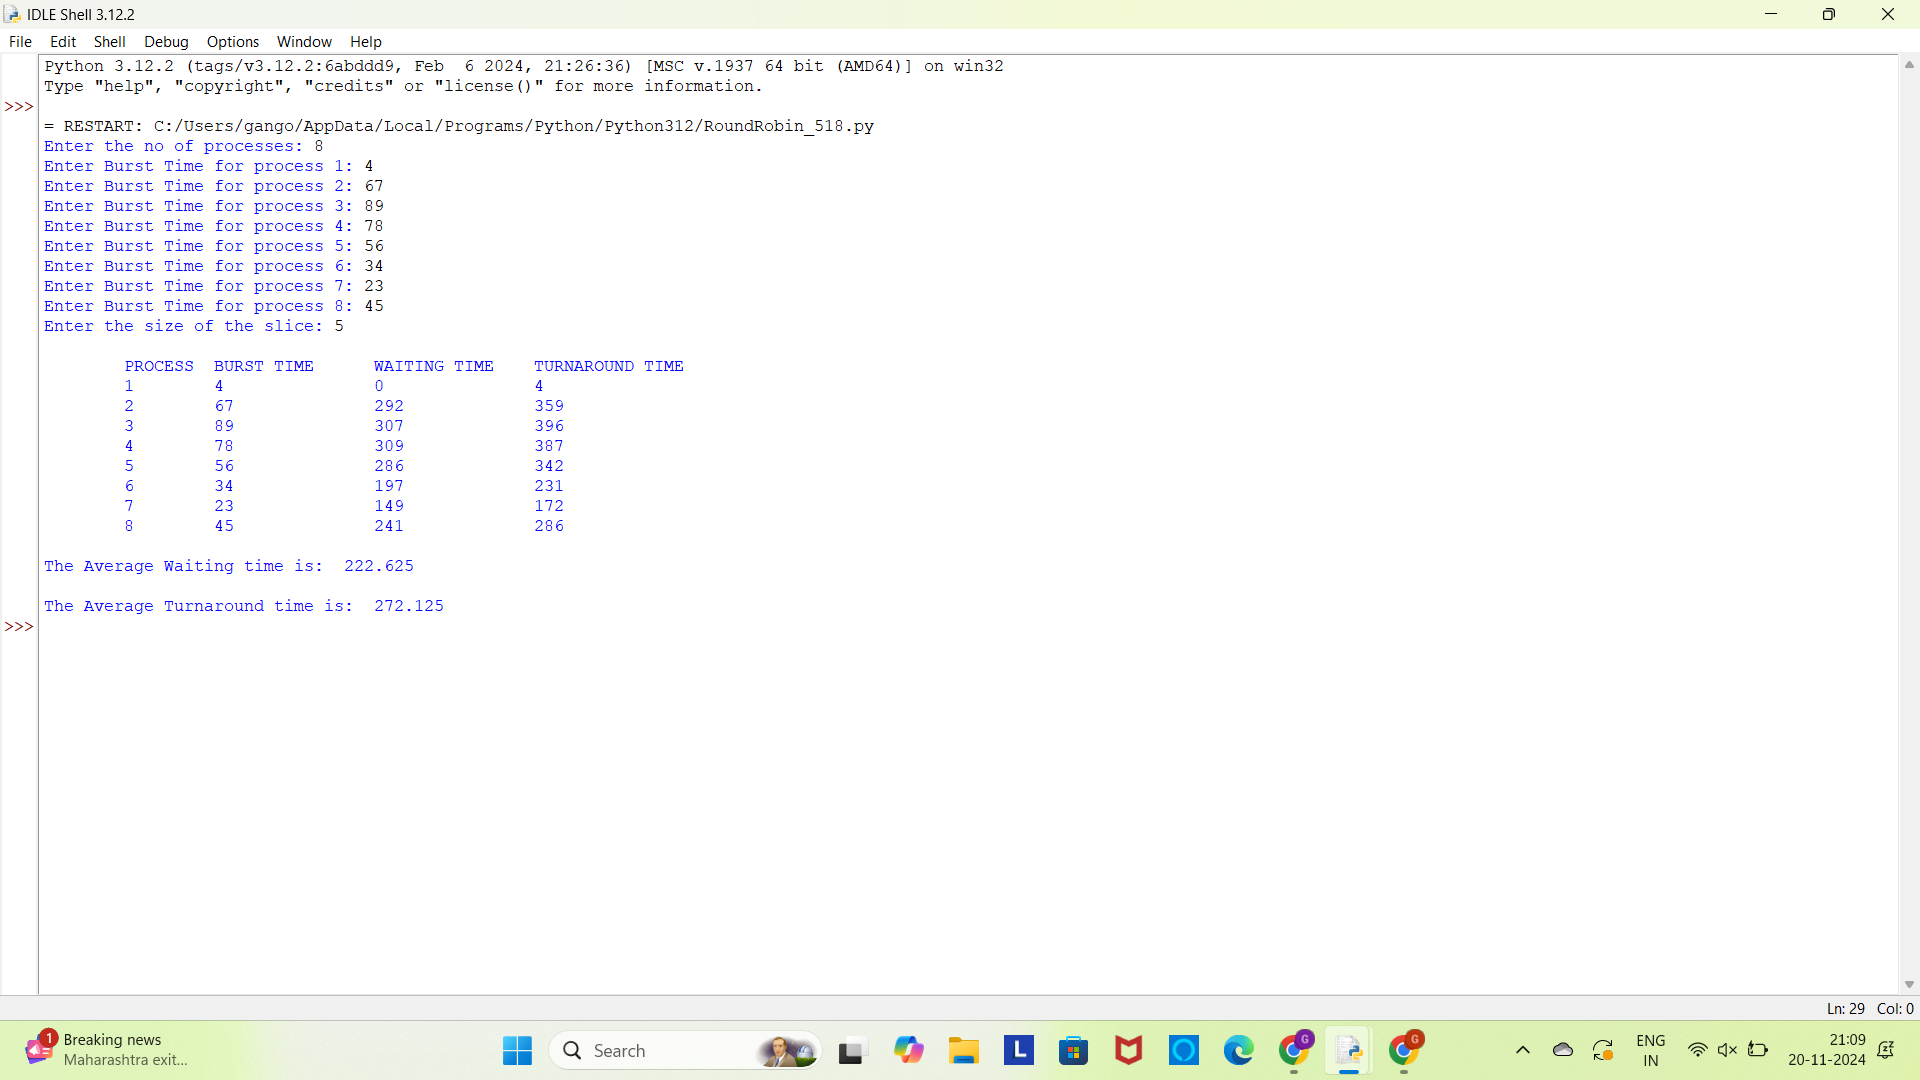 IDLE Shell 3.12.2
File Edit Shell Debug Options Window Help
Python 3.12.2 (tags/v3.12.2:6abddd9, Feb  6 2024, 21:26:36) [MSC v.1937 64 bit (AMD64)] on win32
Type "help", "copyright", "credits" or "license()" for more information.
>>>
= RESTART: C:/Users/gango/AppData/Local/Programs/Python/Python312/RoundRobin_518.py
Enter the no of processes: 8
Enter Burst Time for process 1: 4
Enter Burst Time for process 2: 67
Enter Burst Time for process 3: 89
Enter Burst Time for process 4: 78
Enter Burst Time for process 5: 56
Enter Burst Time for process 6: 34
Enter Burst Time for process 7: 23
Enter Burst Time for process 8: 45
Enter the size of the slice: 5
PROCESS BURST TIME WAITING TIME TURNAROUND TIME
1 4 0 4
2 67 292 359
3 89 307 396
4 78 309 387
5 56 286 342
6 34 197 231
7 23 149 172
8 45 241 286
The Average Waiting time is:  222.625
The Average Turnaround time is:  272.125
>>>
Ln: 29 Col: 0
1 Breaking news
Maharashtra exit...
Search
L
G
G
ENG
IN
21:09
20-11-2024